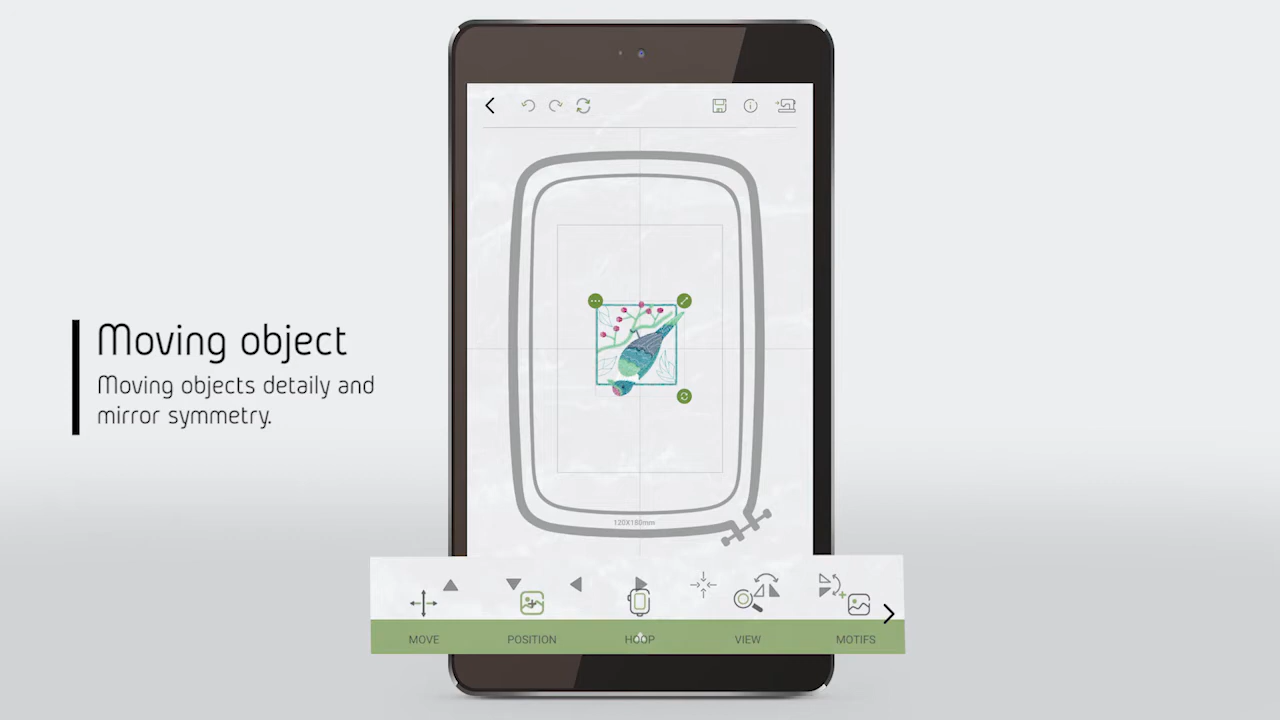 Moving object
Moving objects detaily and
mirror symmetry.
120X180mm
MOVE POSITION HOOP VIEW MOTIFS